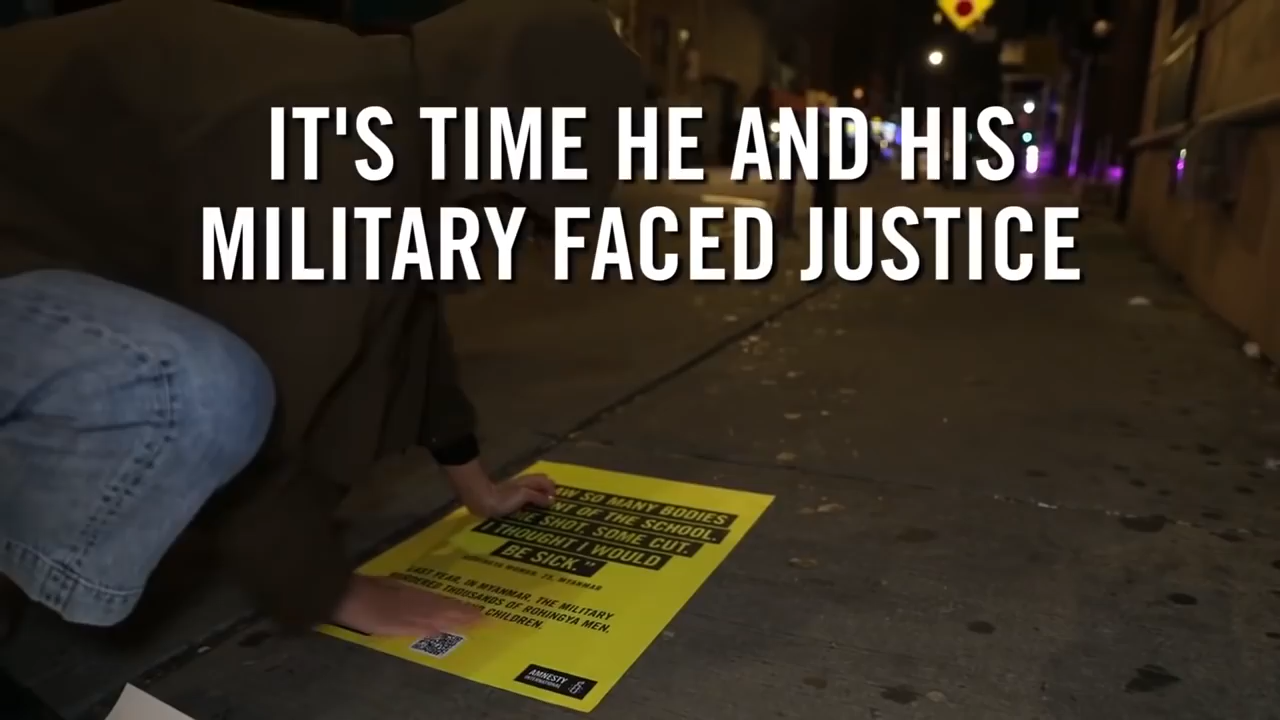 IT'S TIME HE AND HIS
MILITARY FACED JUSTICE
SO MANY BODIES
OF THE SCHOOL.
SHOT. SOME CUT.
I THOUGHT I WOULD
BE SICK."
LAST YEAR, IN MYANMAR, THE MILITARY
THOUSANDS OF ROHINGYA MEN,
CHILDREN.
AMNESTY
INTERNATIONAL